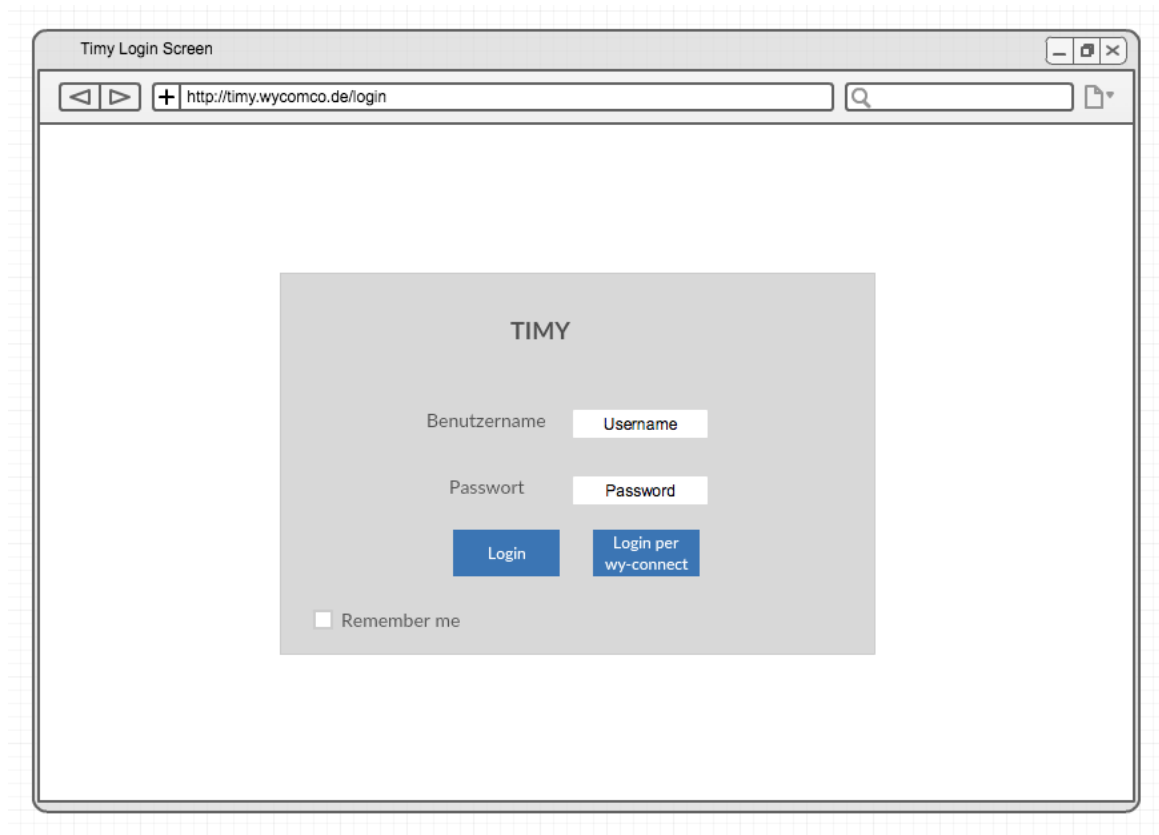 Timy Login Screen
http://timy.wycomco.de/login
TIMY
Benutzername
Username
Passwort
Password
Login
Login per
wy-connect
Remember me